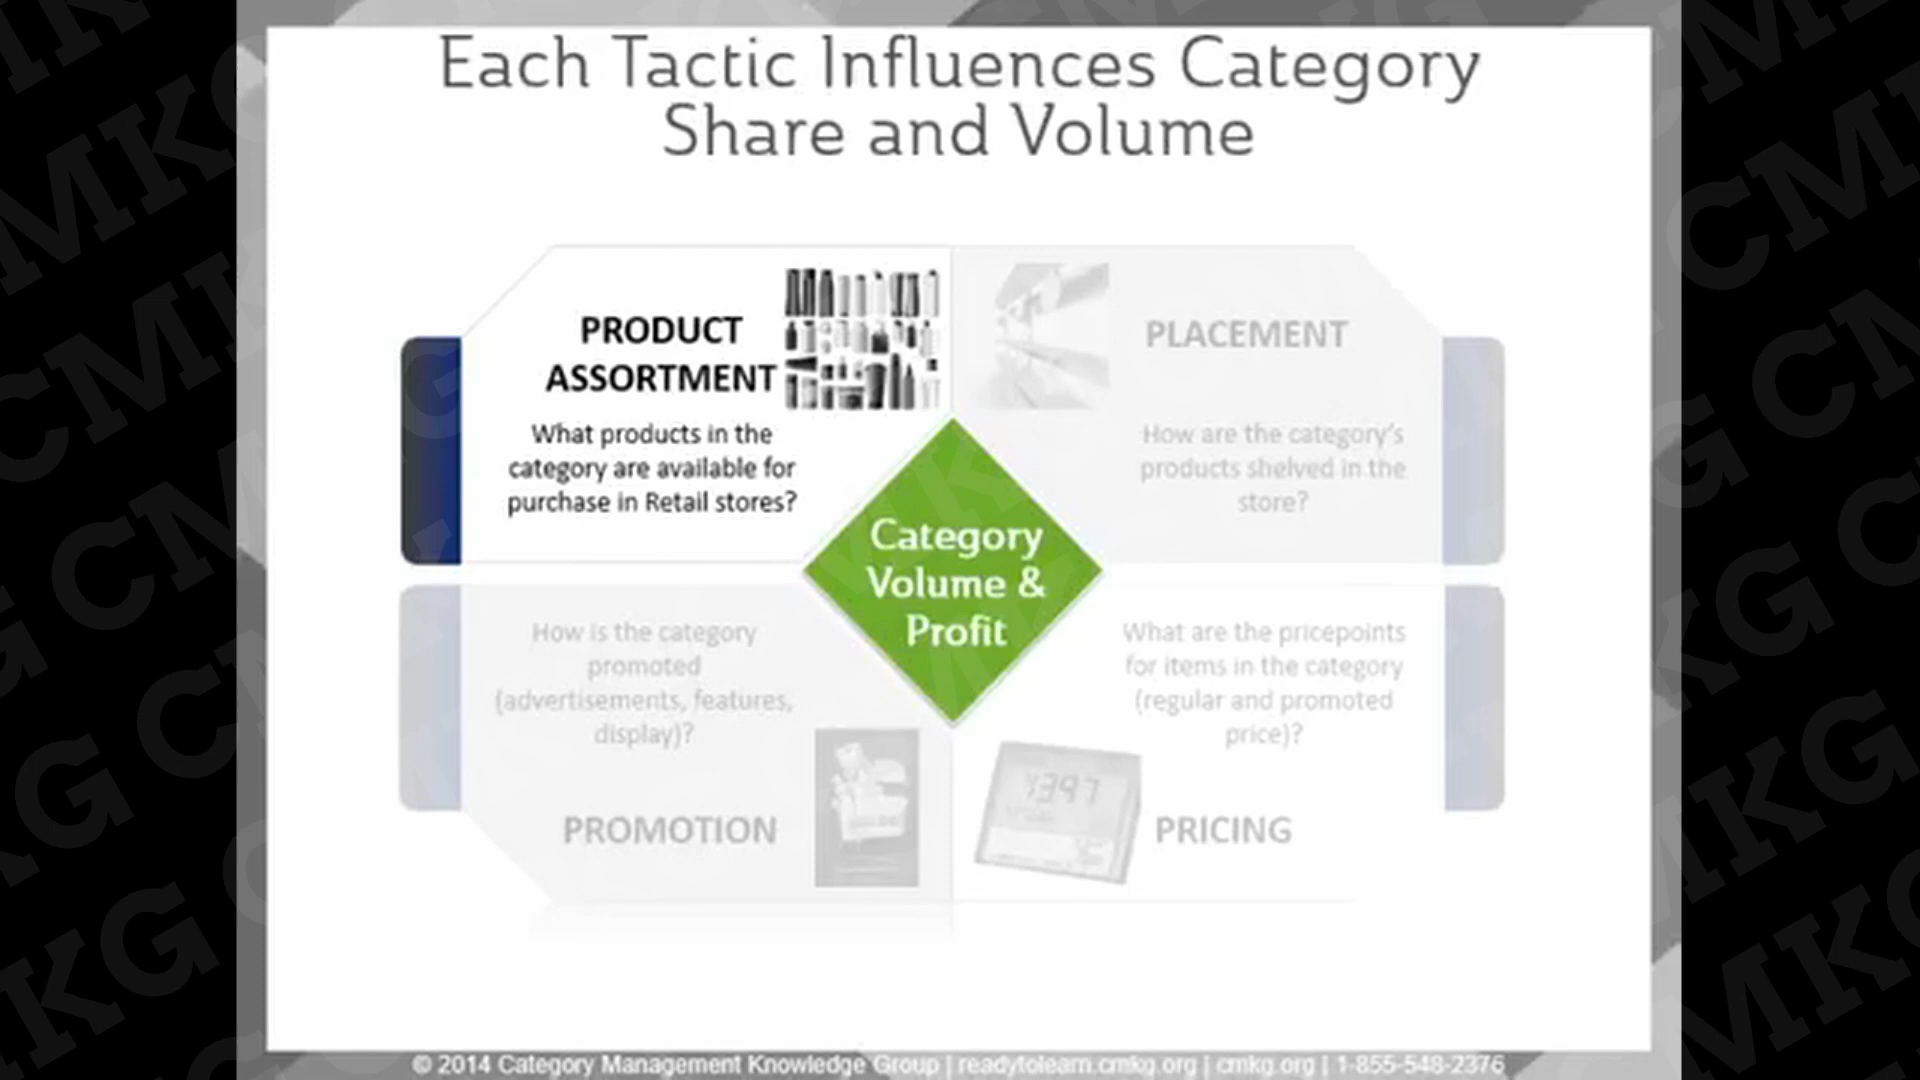 Each Tactic Influences Category
Share and Volume
PRODUCT
ASSORTMENT
What products in the
category are available for
purchase in Retail stores?
PLACEMENT
How are the category's
products shelved in the
store?
Category
Volume &
Profit
How is the category
promoted
(advertisements, features,
display)?
PROMOTION
What are the pricepoints
for items in the category
(regular and promoted
price)?
PRICING
© 2014 Category Management Knowledge Group | readytolearn.cmkg.org | cmkg.org | 1-855-548-2376
CMKG